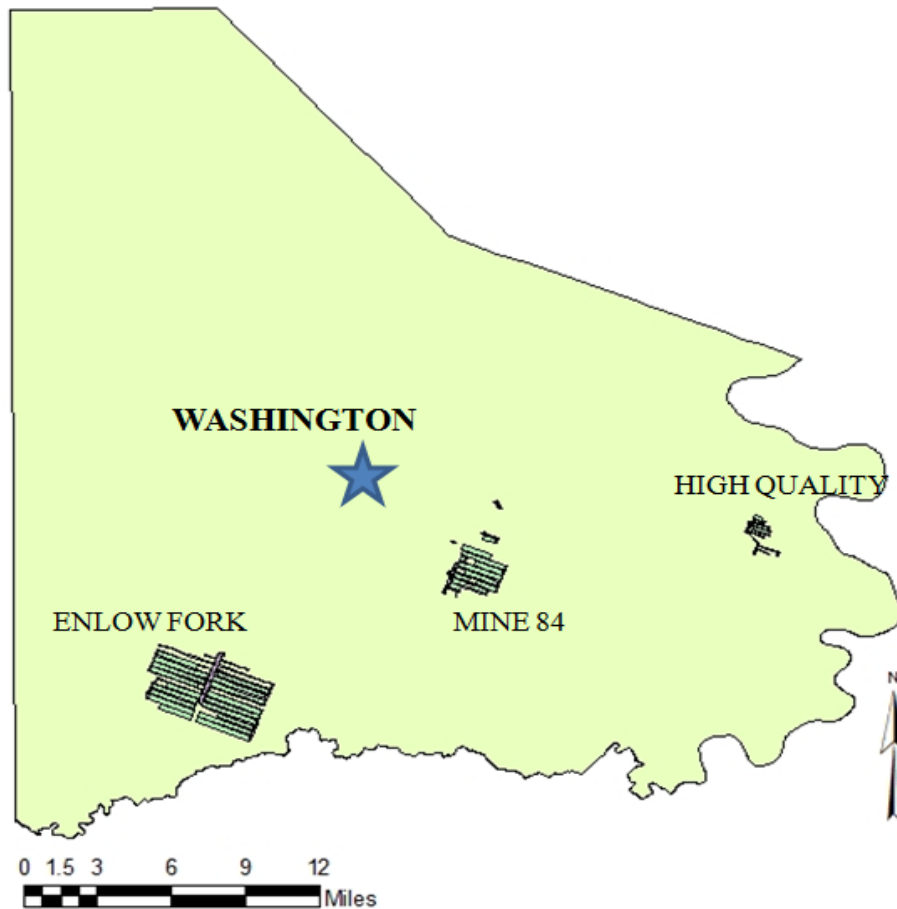 WASHINGTON
HIGH QUALITY
ENLOW FORK
MINE 84
N
0 1.5 3 6 9 12
Miles